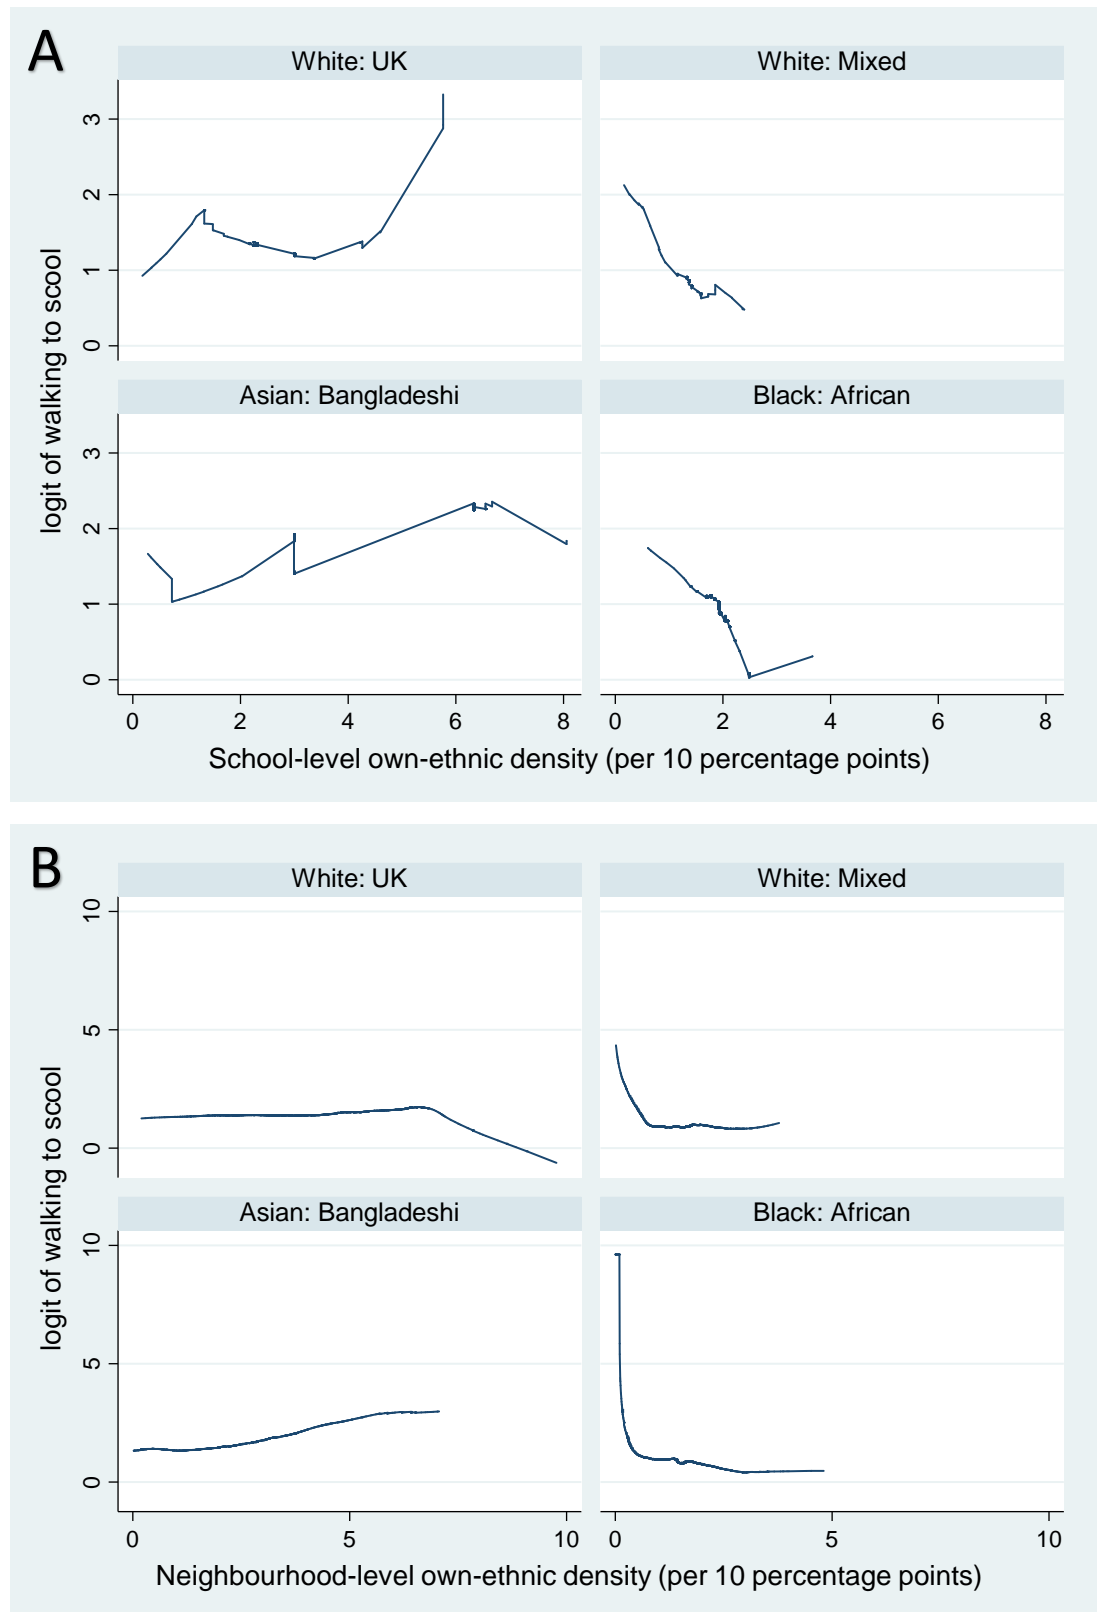 A
White: UK
White: Mixed
3
2
1
0
Asian: Bangladeshi
Black: African
3
2
1
0
logit of walking to scool
0 2 4 6 8
0 2 4 6 8
School-level own-ethnic density (per 10 percentage points)
B
White: UK
White: Mixed
10
5
0
Asian: Bangladeshi
Black: African
10
5
0
logit of walking to scool
0 5 10
0 5 10
Neighbourhood-level own-ethnic density (per 10 percentage points)